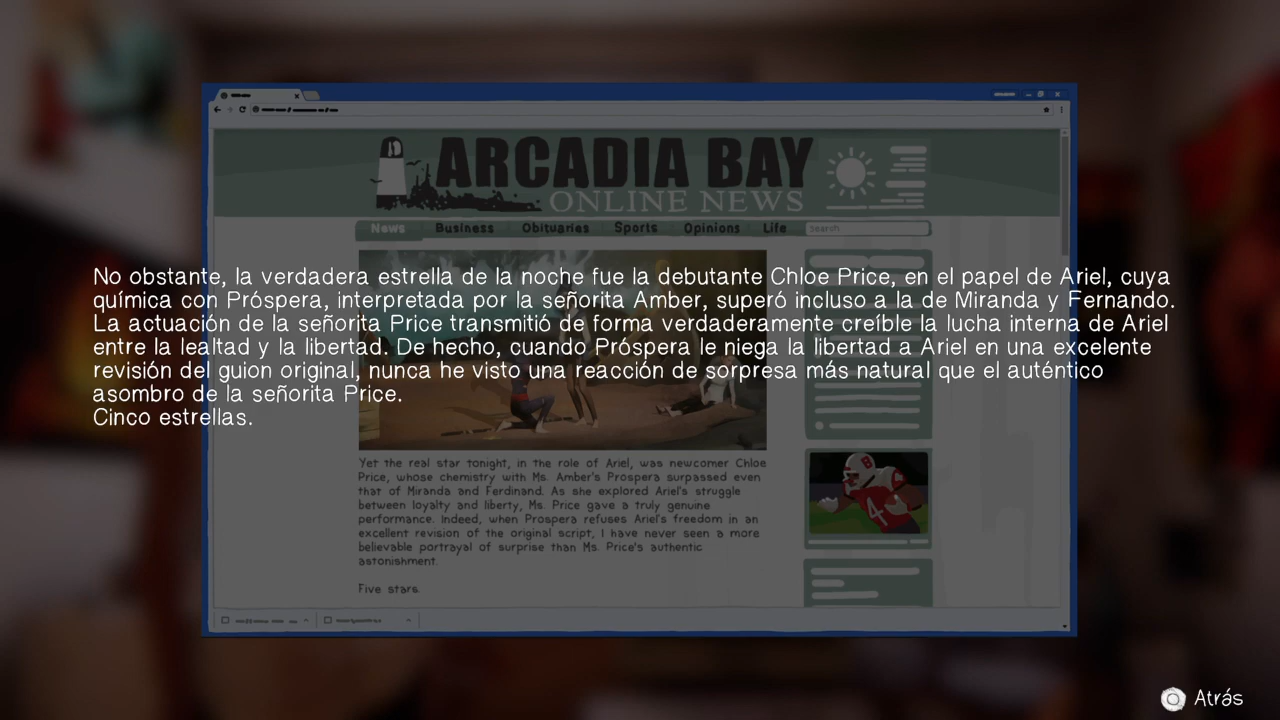 ARCADIA BAY
ONLINE NEWS
News Business Obituaries Sports Opinions Life Search
No obstante, la verdadera estrella de la noche fue la debutante Chloe Price, en el papel de Ariel, cuya
química con Próspera, interpretada por la señorita Amber, superó incluso a la de Miranda y Fernando.
La actuación de la señorita Price transmitió de forma verdaderamente creíble la lucha interna de Ariel
entre la lealtad y la libertad. De hecho, cuando Próspera le niega la libertad a Ariel en una excelente
revisión del guion original, nunca he visto una reacción de sorpresa más natural que el auténtico
asombro de la señorita Price.
Cinco estrellas.
Yet the real star tonight, in the role of Ariel, was newcomer Chloe
Price, whose chemistry with Ms. Amber's Prospera surpassed even
that of Miranda and Ferdinand. As she explored Ariel's struggle
between loyalty and liberty, Ms. Price gave a truly genuine
performance. Indeed, when Prospera refuses Ariel's freedom in an
excellent revision of the original script, I have never seen a more
believable portrayal of surprise than Ms. Price's authentic
astonishment.
Five stars.
B
4
Atrás